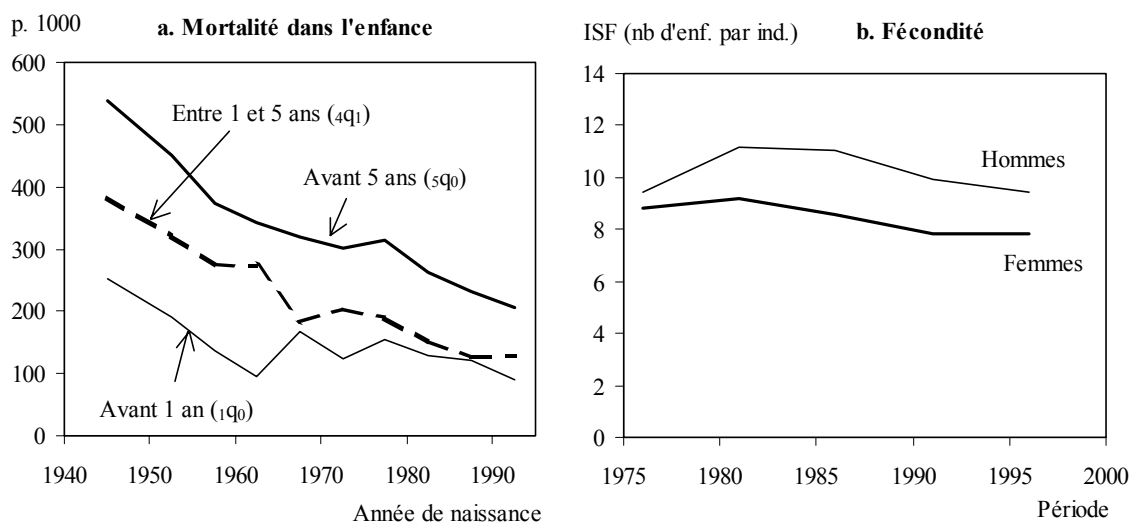 p. 1000
a. Mortalité dans l'enfance
600
500
400
300
200
100
0
Entre 1 et 5 ans (4q1)
Avant 5 ans (5q0)
Avant 1 an (1q0)
1940 1950 1960 1970 1980 1990
Année de naissance
ISF (nb d'enf. par ind.)
b. Fécondité
14
12
10
8
6
4
2
0
Hommes
Femmes
1975 1980 1985 1990 1995 2000
Période